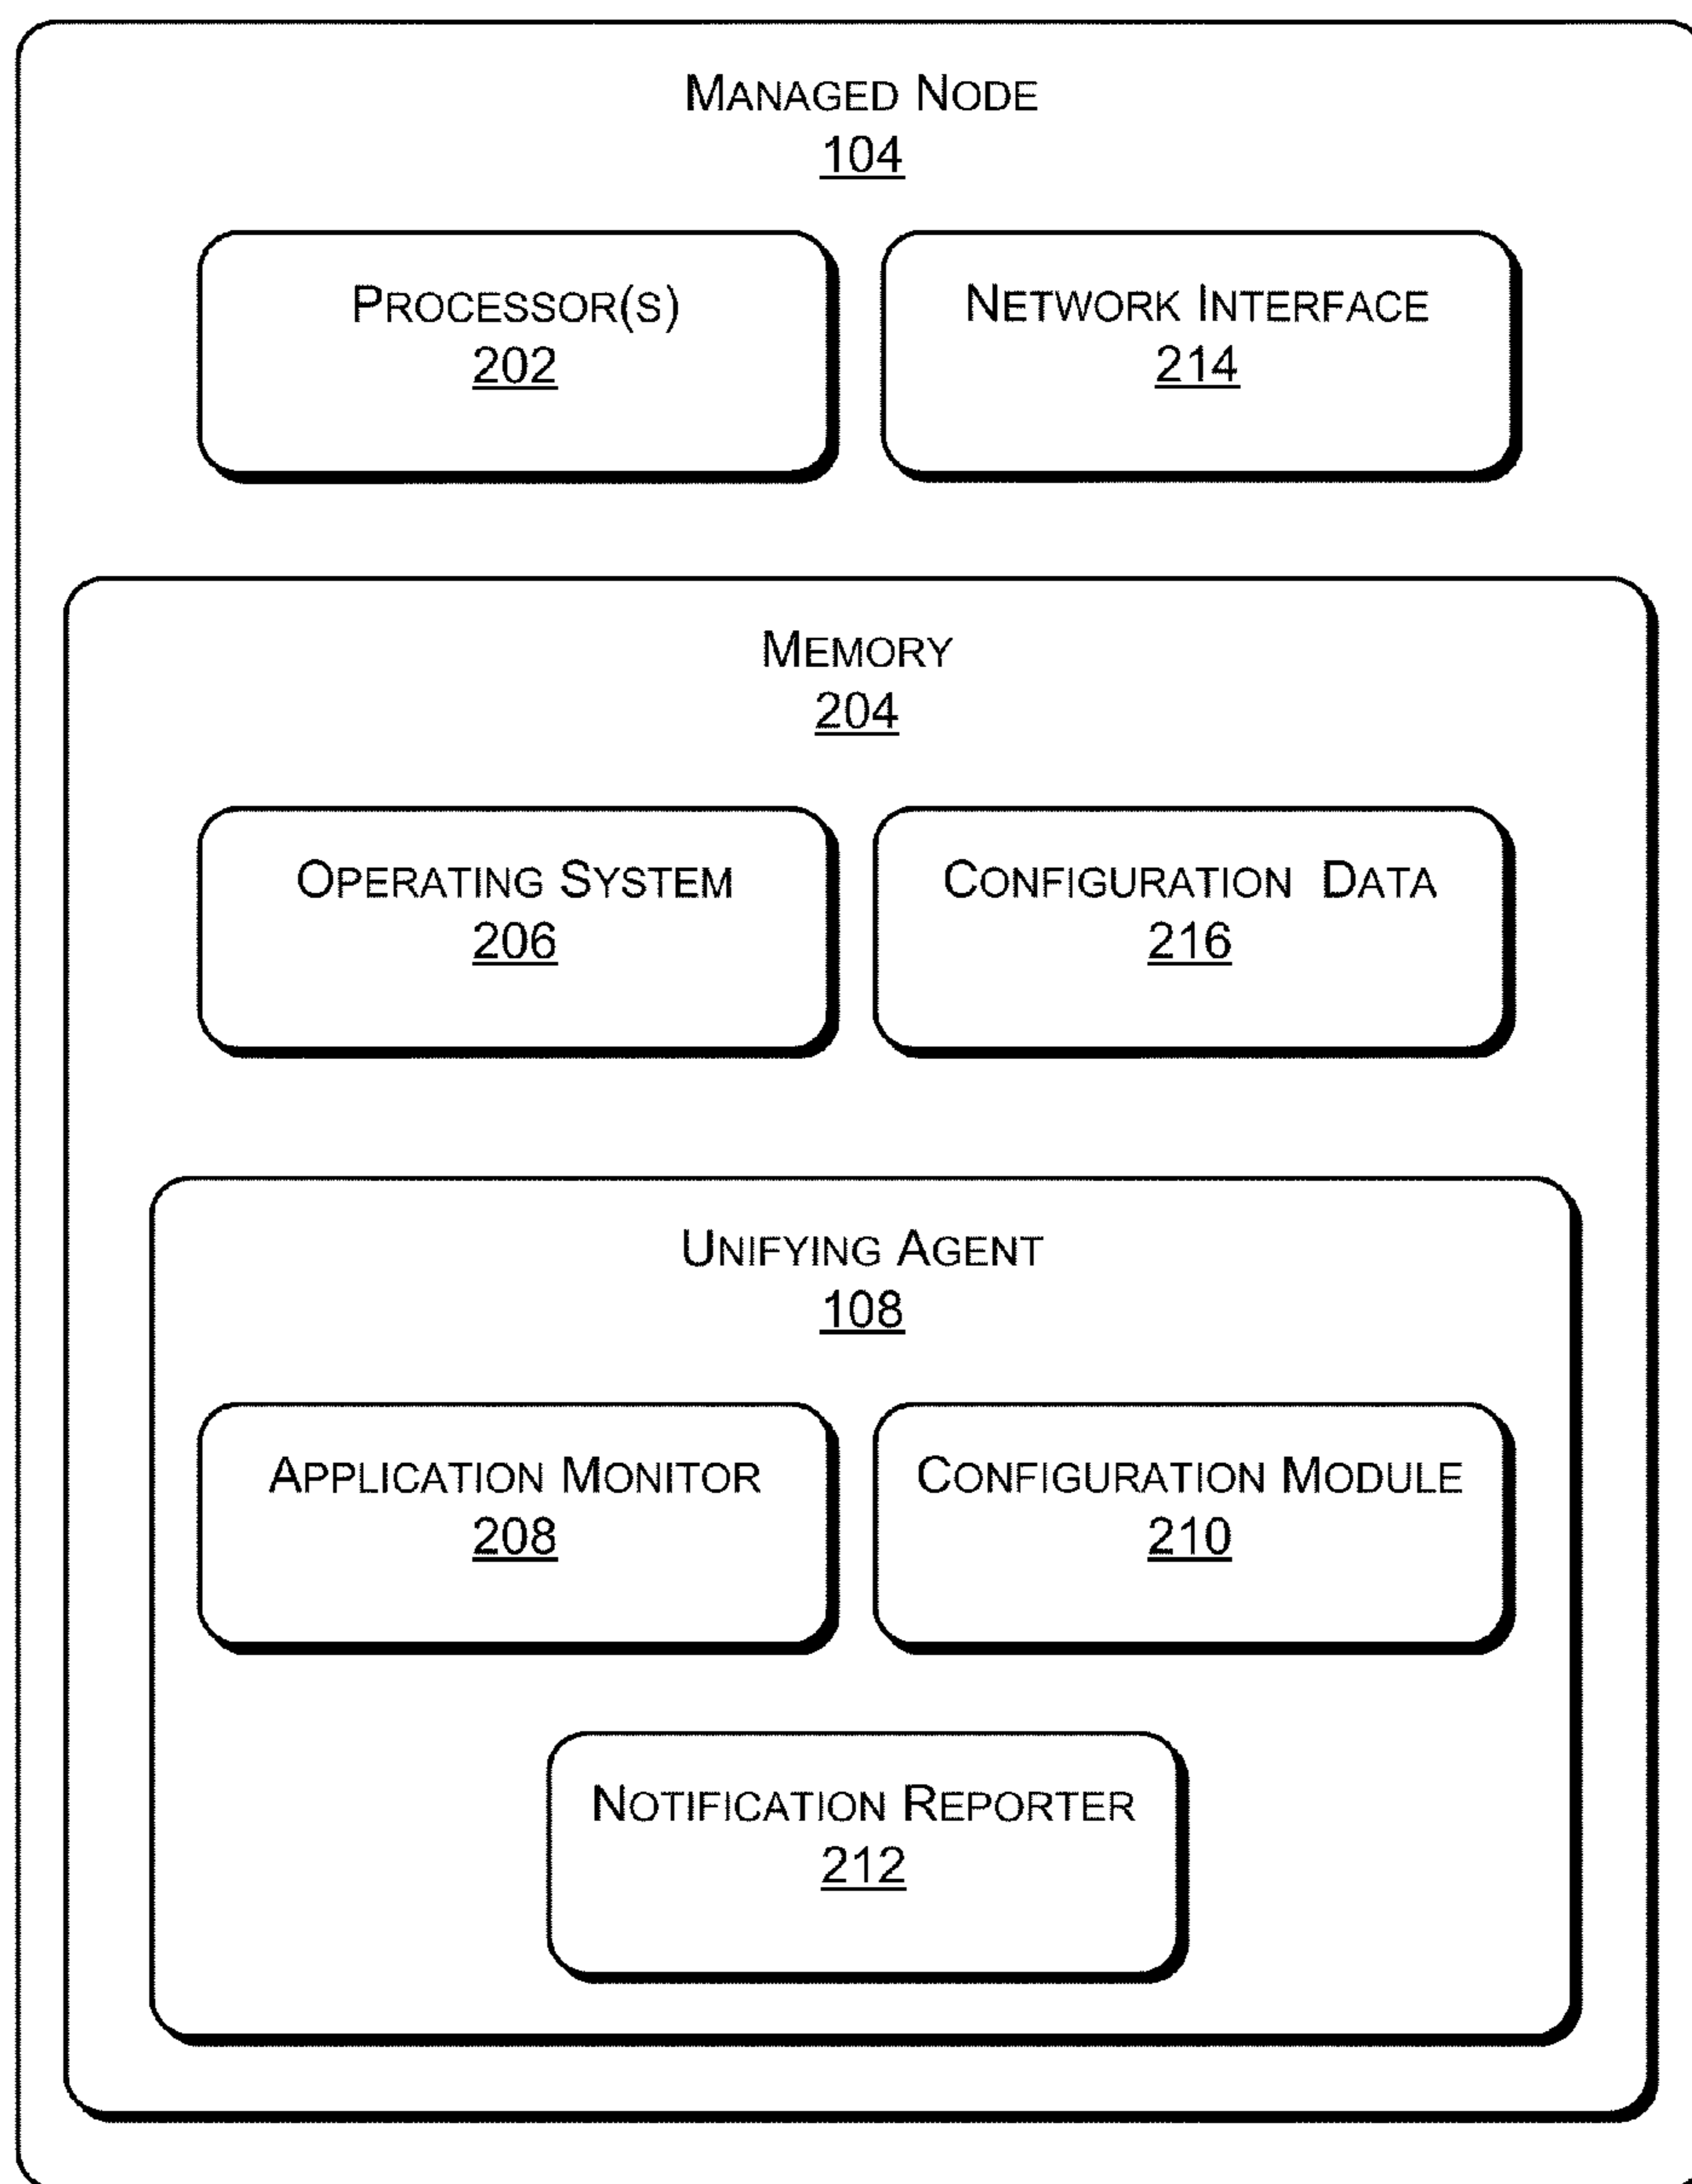 MANAGED NODE
104
PROCESSOR(S)
202
NETWORK INTERFACE
214
MEMORY
204
OPERATING SYSTEM
206
CONFIGURATION DATA
216
UNIFYING AGENT
108
APPLICATION MONITOR
208
CONFIGURATION MODULE
210
NOTIFICATION REPORTER
212